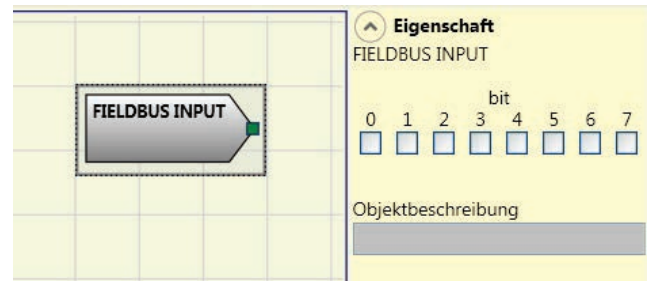 FIELDBUS INPUT
Eigenschaft
FIELDBUS INPUT
bit
0 1 2 3 4 5 6 7
Objektbeschreibung